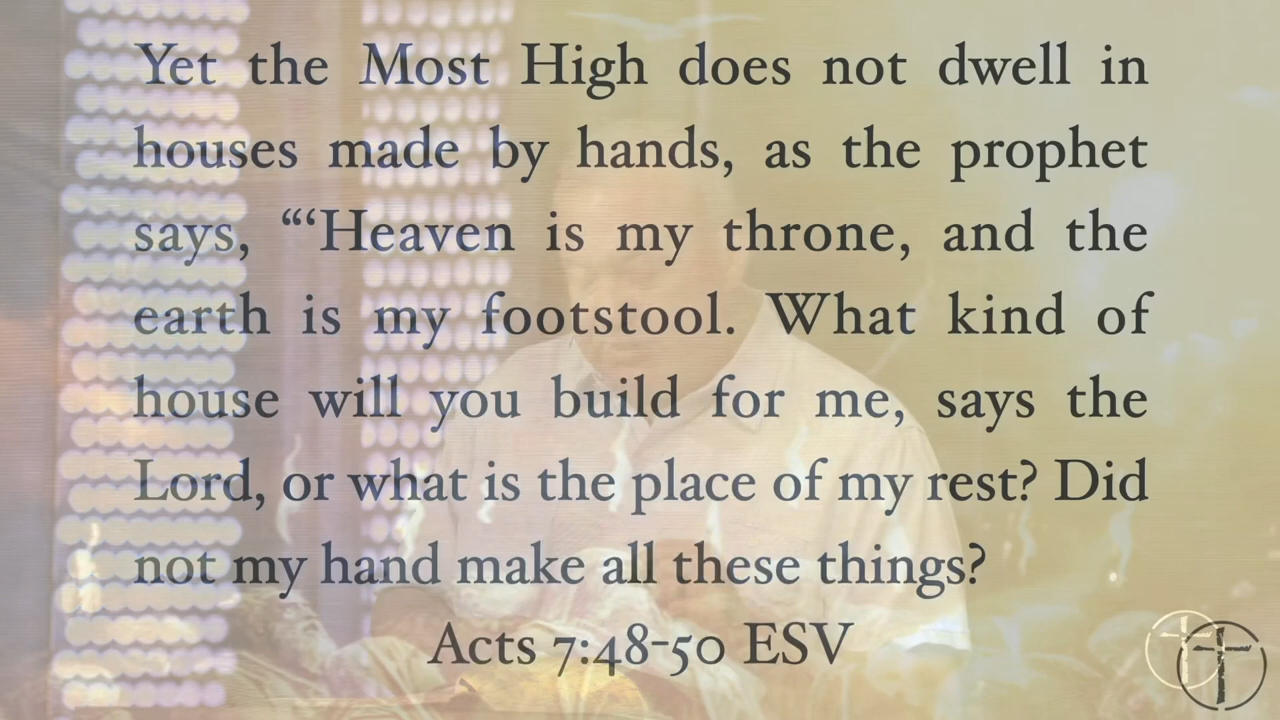 Yet the Most High does not dwell in
houses made by hands, as the prophet
says, “‘Heaven is my throne, and the
earth is my footstool. What kind of
house will you build for me, says the
Lord, or what is the place of my rest? Did
not my hand make all these things?
Acts 7:48-50 ESV